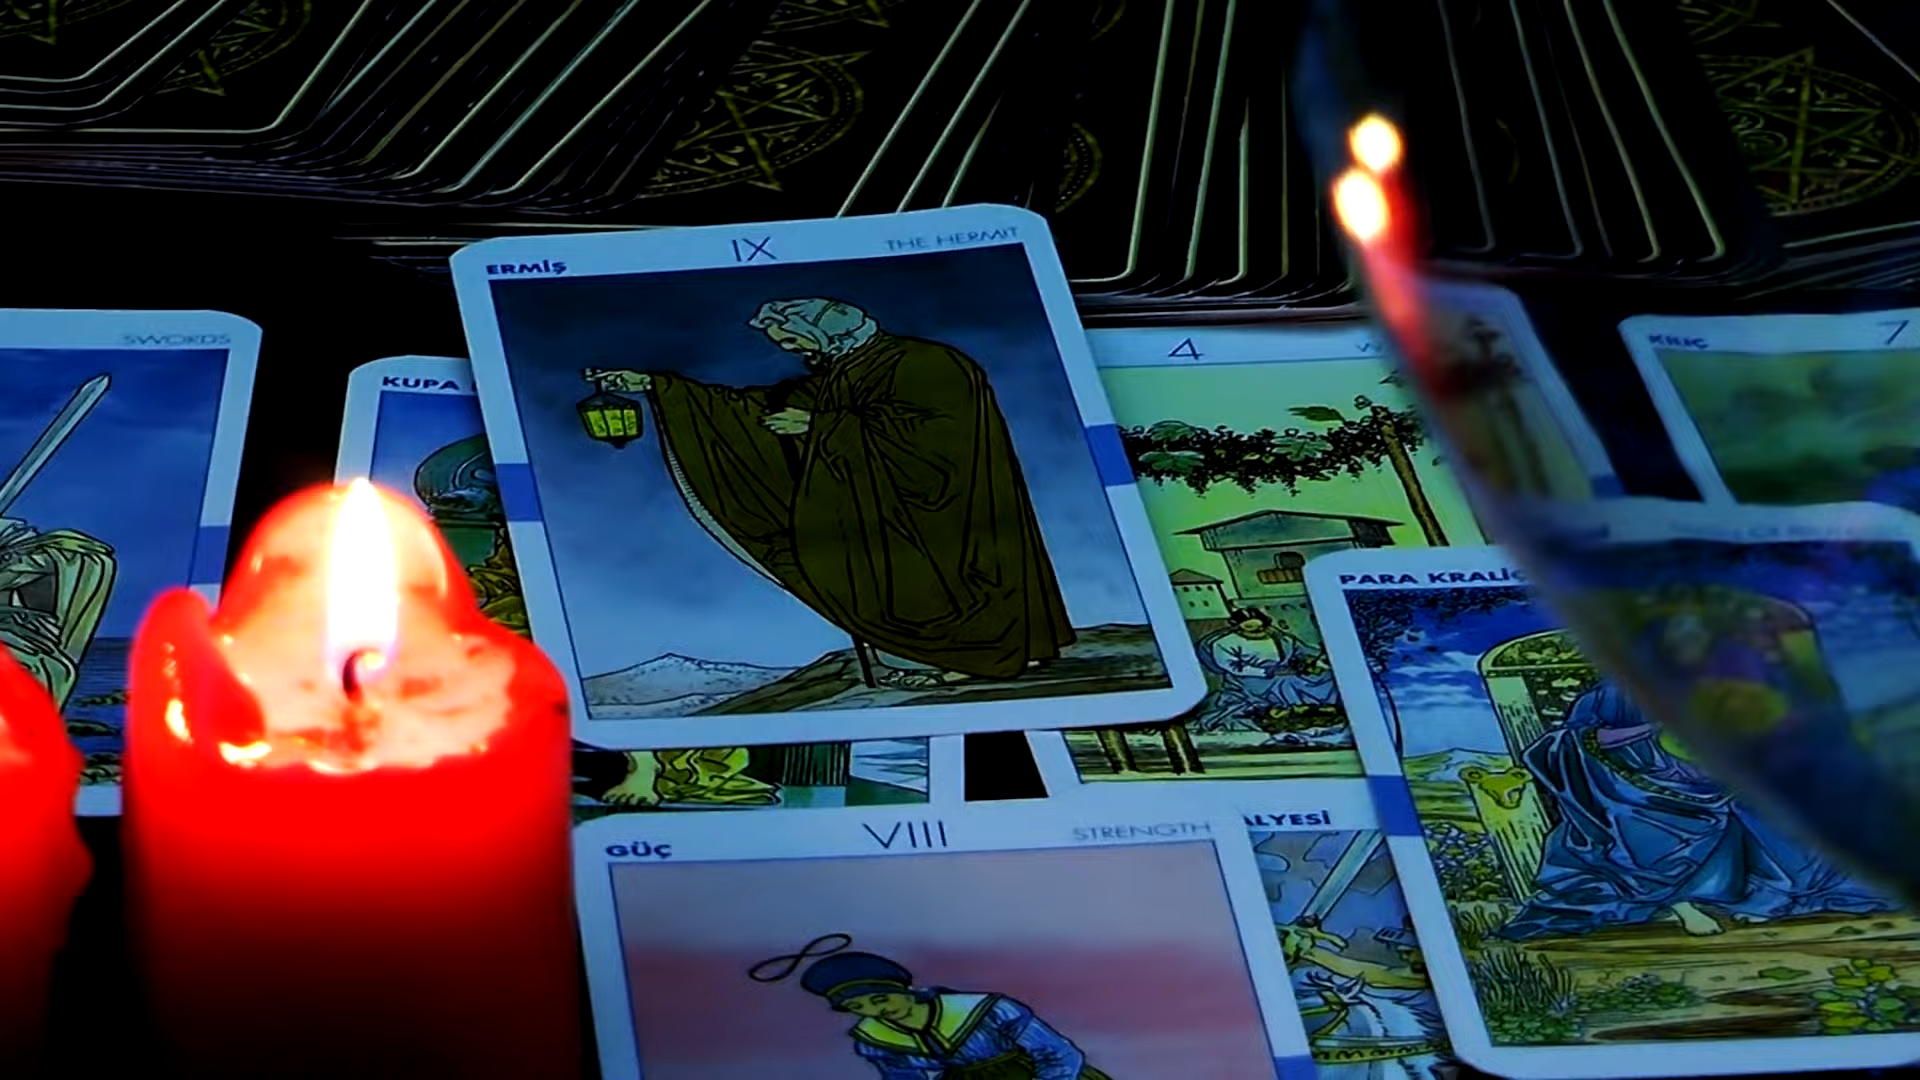 ERMİŞ IX THE HERMIT
SWORDS
KUPA
4
KILIÇ 7
PARA KRALİÇ
GÜÇ VIII STRENGTH
ALYESİ